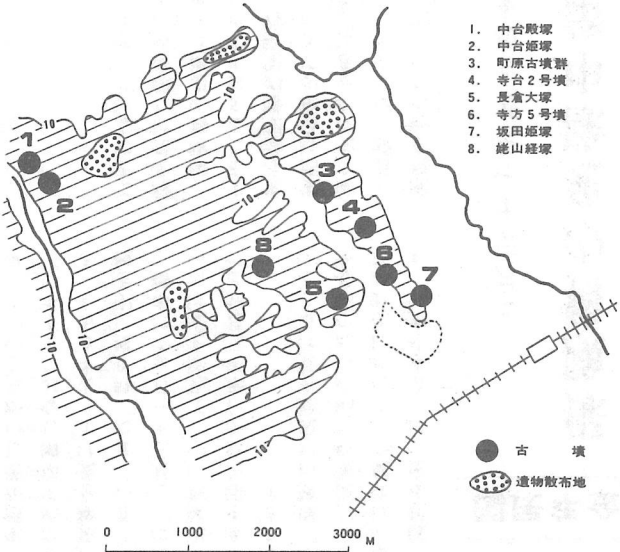 1. 中台殿塚
2. 中台姫塚
3. 町原古墳群
4. 寺台2号墳
5. 長倉大塚
6. 寺方5号墳
7. 坂田姫塚
8. 姥山経塚
10
10
1
2
3
4
10
8
6
7
5
10
10
10
古墳
遺物散布地
0 1000 2000 3000 M